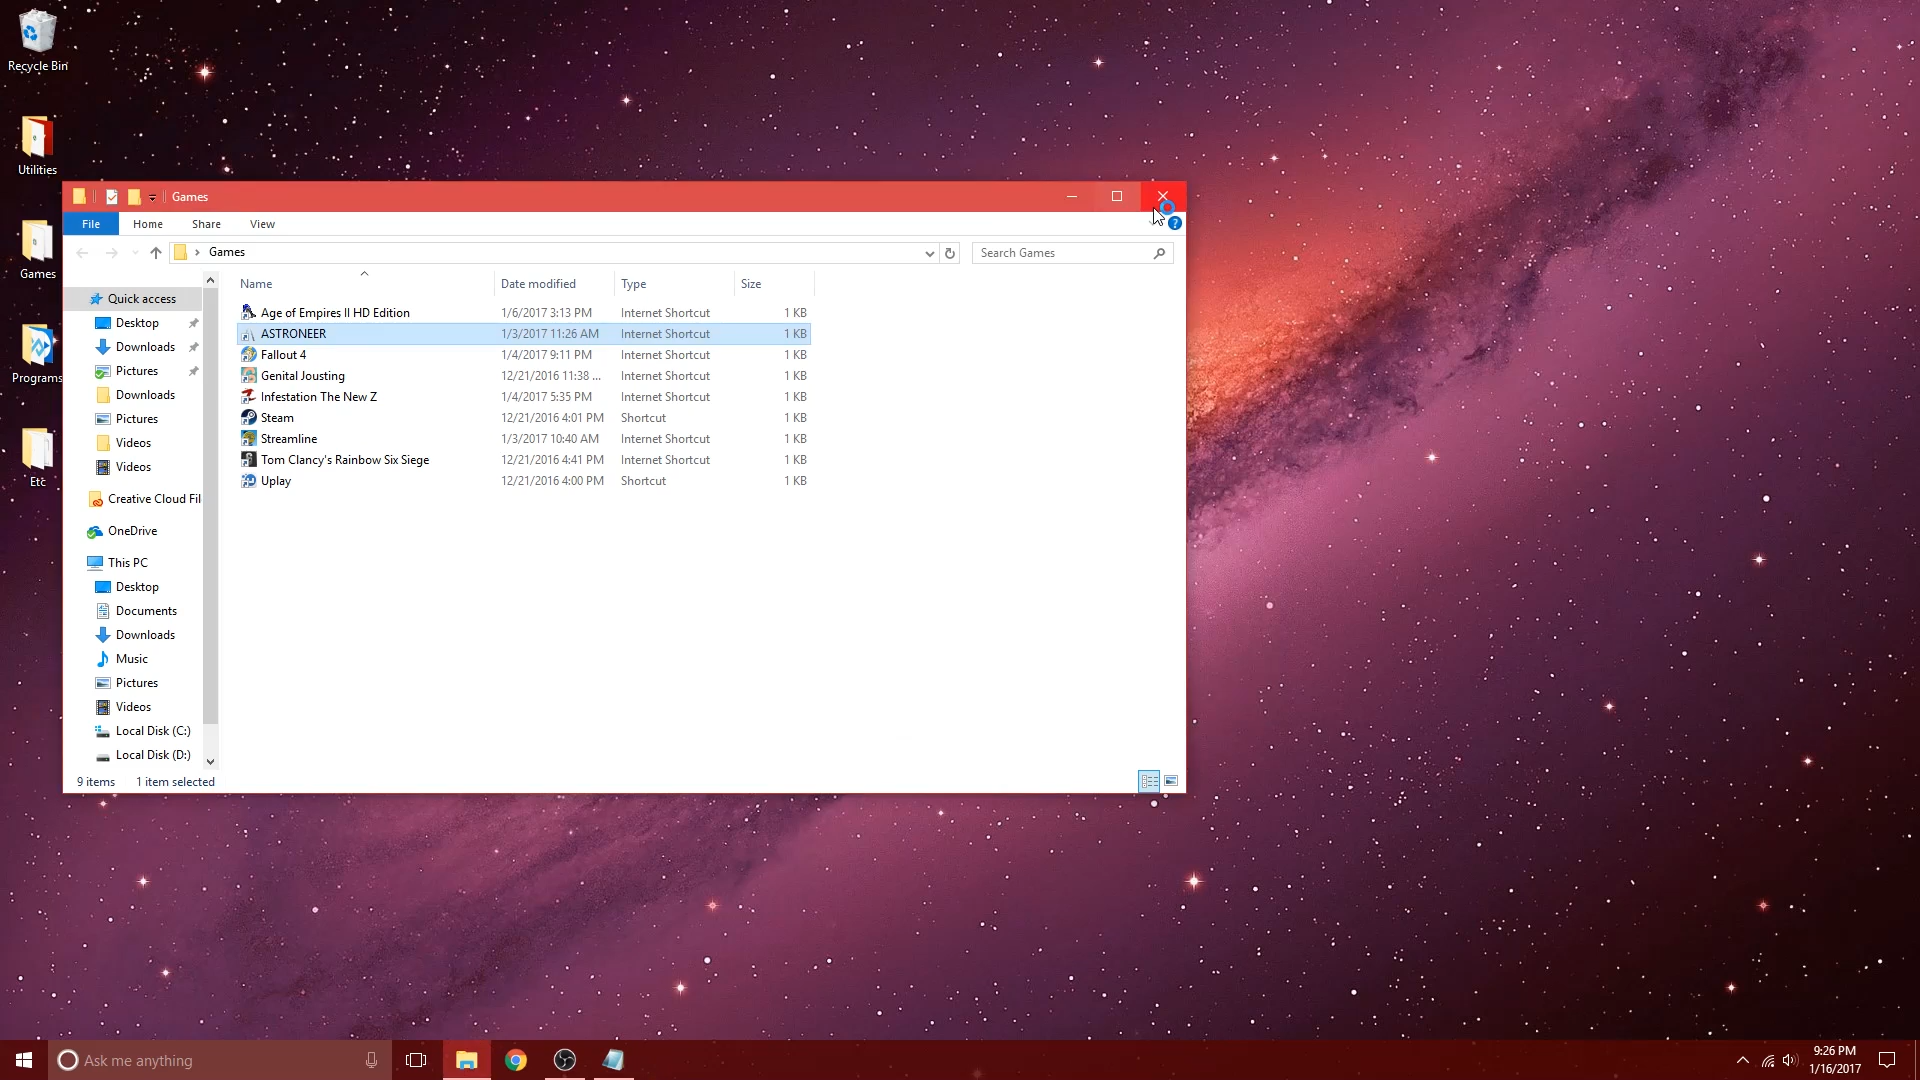 Recycle Bin
Utilities
Games
Programs
Etc
Games
File Home Share View
Games
Search Games
Name Date modified Type Size
Quick access
Desktop
Downloads
Pictures
Downloads
Pictures
Videos
Videos
Creative Cloud Fil
OneDrive
This PC
Desktop
Documents
Downloads
Music
Pictures
Videos
Local Disk (C:)
Local Disk (D:)
Age of Empires II HD Edition 1/6/2017 3:13 PM Internet Shortcut 1 KB
ASTRONEER 1/3/2017 11:26 AM Internet Shortcut 1 KB
Fallout 4 1/4/2017 9:11 PM Internet Shortcut 1 KB
Genital Jousting 12/21/2016 11:38 ... Internet Shortcut 1 KB
Infestation The New Z 1/4/2017 5:35 PM Internet Shortcut 1 KB
Steam 12/21/2016 4:01 PM Shortcut 1 KB
Streamline 1/3/2017 10:40 AM Internet Shortcut 1 KB
Tom Clancy's Rainbow Six Siege 12/21/2016 4:41 PM Internet Shortcut 1 KB
Uplay 12/21/2016 4:00 PM Shortcut 1 KB
9 items 1 item selected
Ask me anything
9:26 PM
1/16/2017